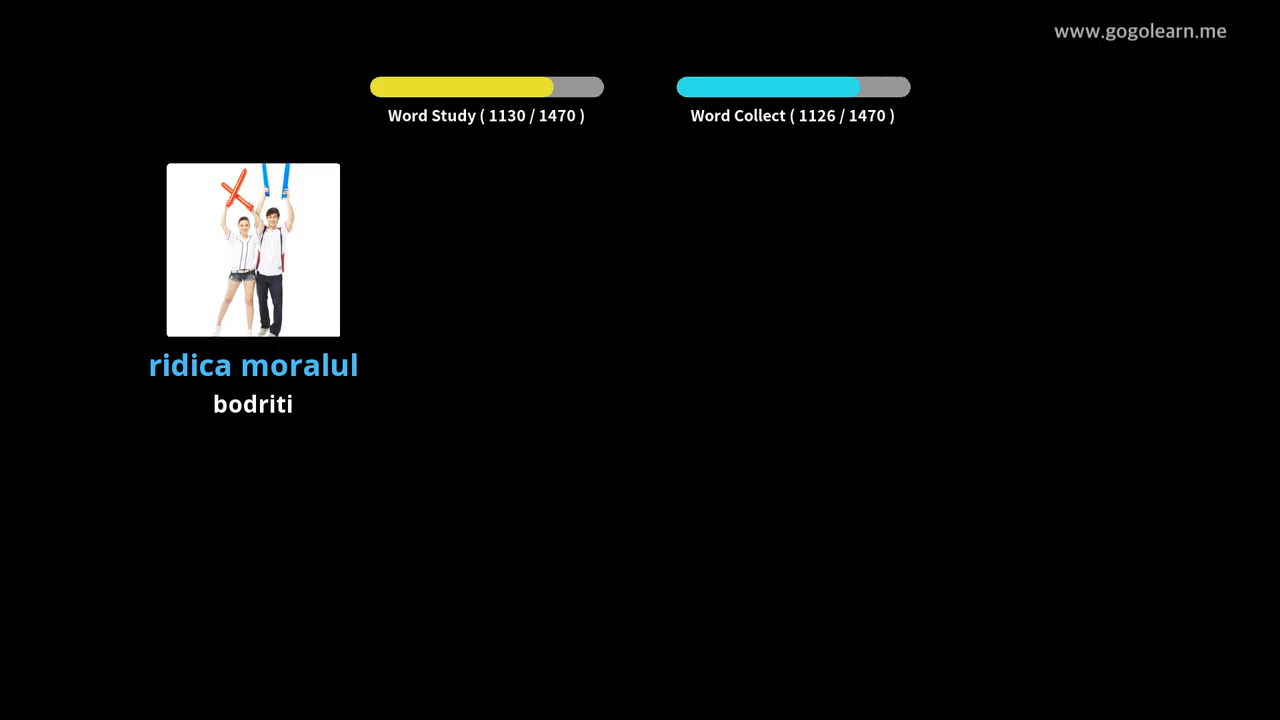 www.gogolearn.me
Word Study ( 1130 / 1470 )
Word Collect ( 1126 / 1470 )
ridica moralul
bodriti